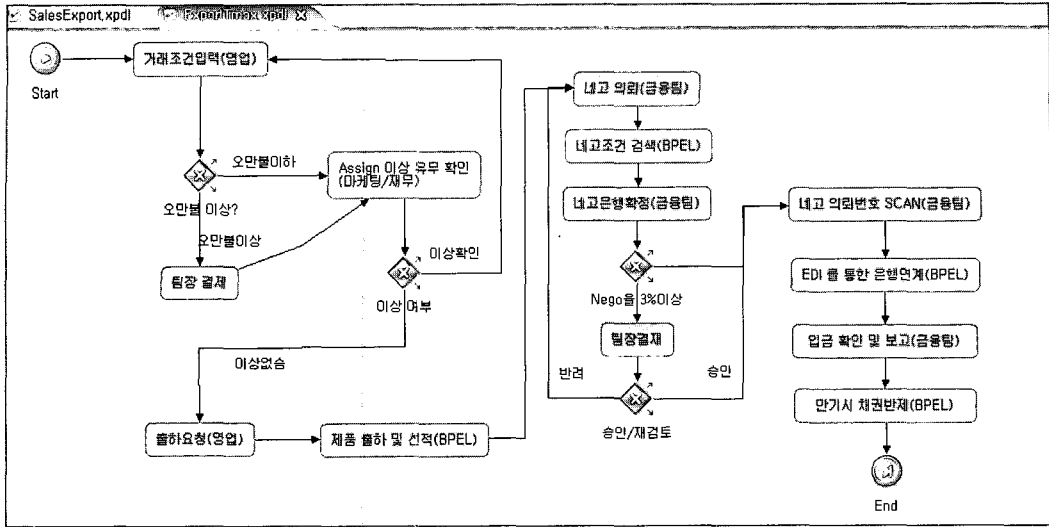 SalesExport.xpdl
ExportTmax.xpdl
Start
거래조건입력(영업)
오만불이하
오만불 이상?
오만불이상
팀장 결제
Assign 이상 유무 확인
(마케팅/재무)
이상확인
이상 여부
이상없슴
출하요청(영업)
제품 출하 및 선적(BPEL)
네고 의뢰(금융팀)
네고조건 검색(BPEL)
네고은행확정(금융팀)
Nego율 3%이상
팀장결재
반려
승인
승인/재검토
네고 의뢰번호 SCAN(금융팀)
EDI 를 통한 은행연계(BPEL)
입금 확인 및 보고(금융팀)
만기시 채권반제(BPEL)
End